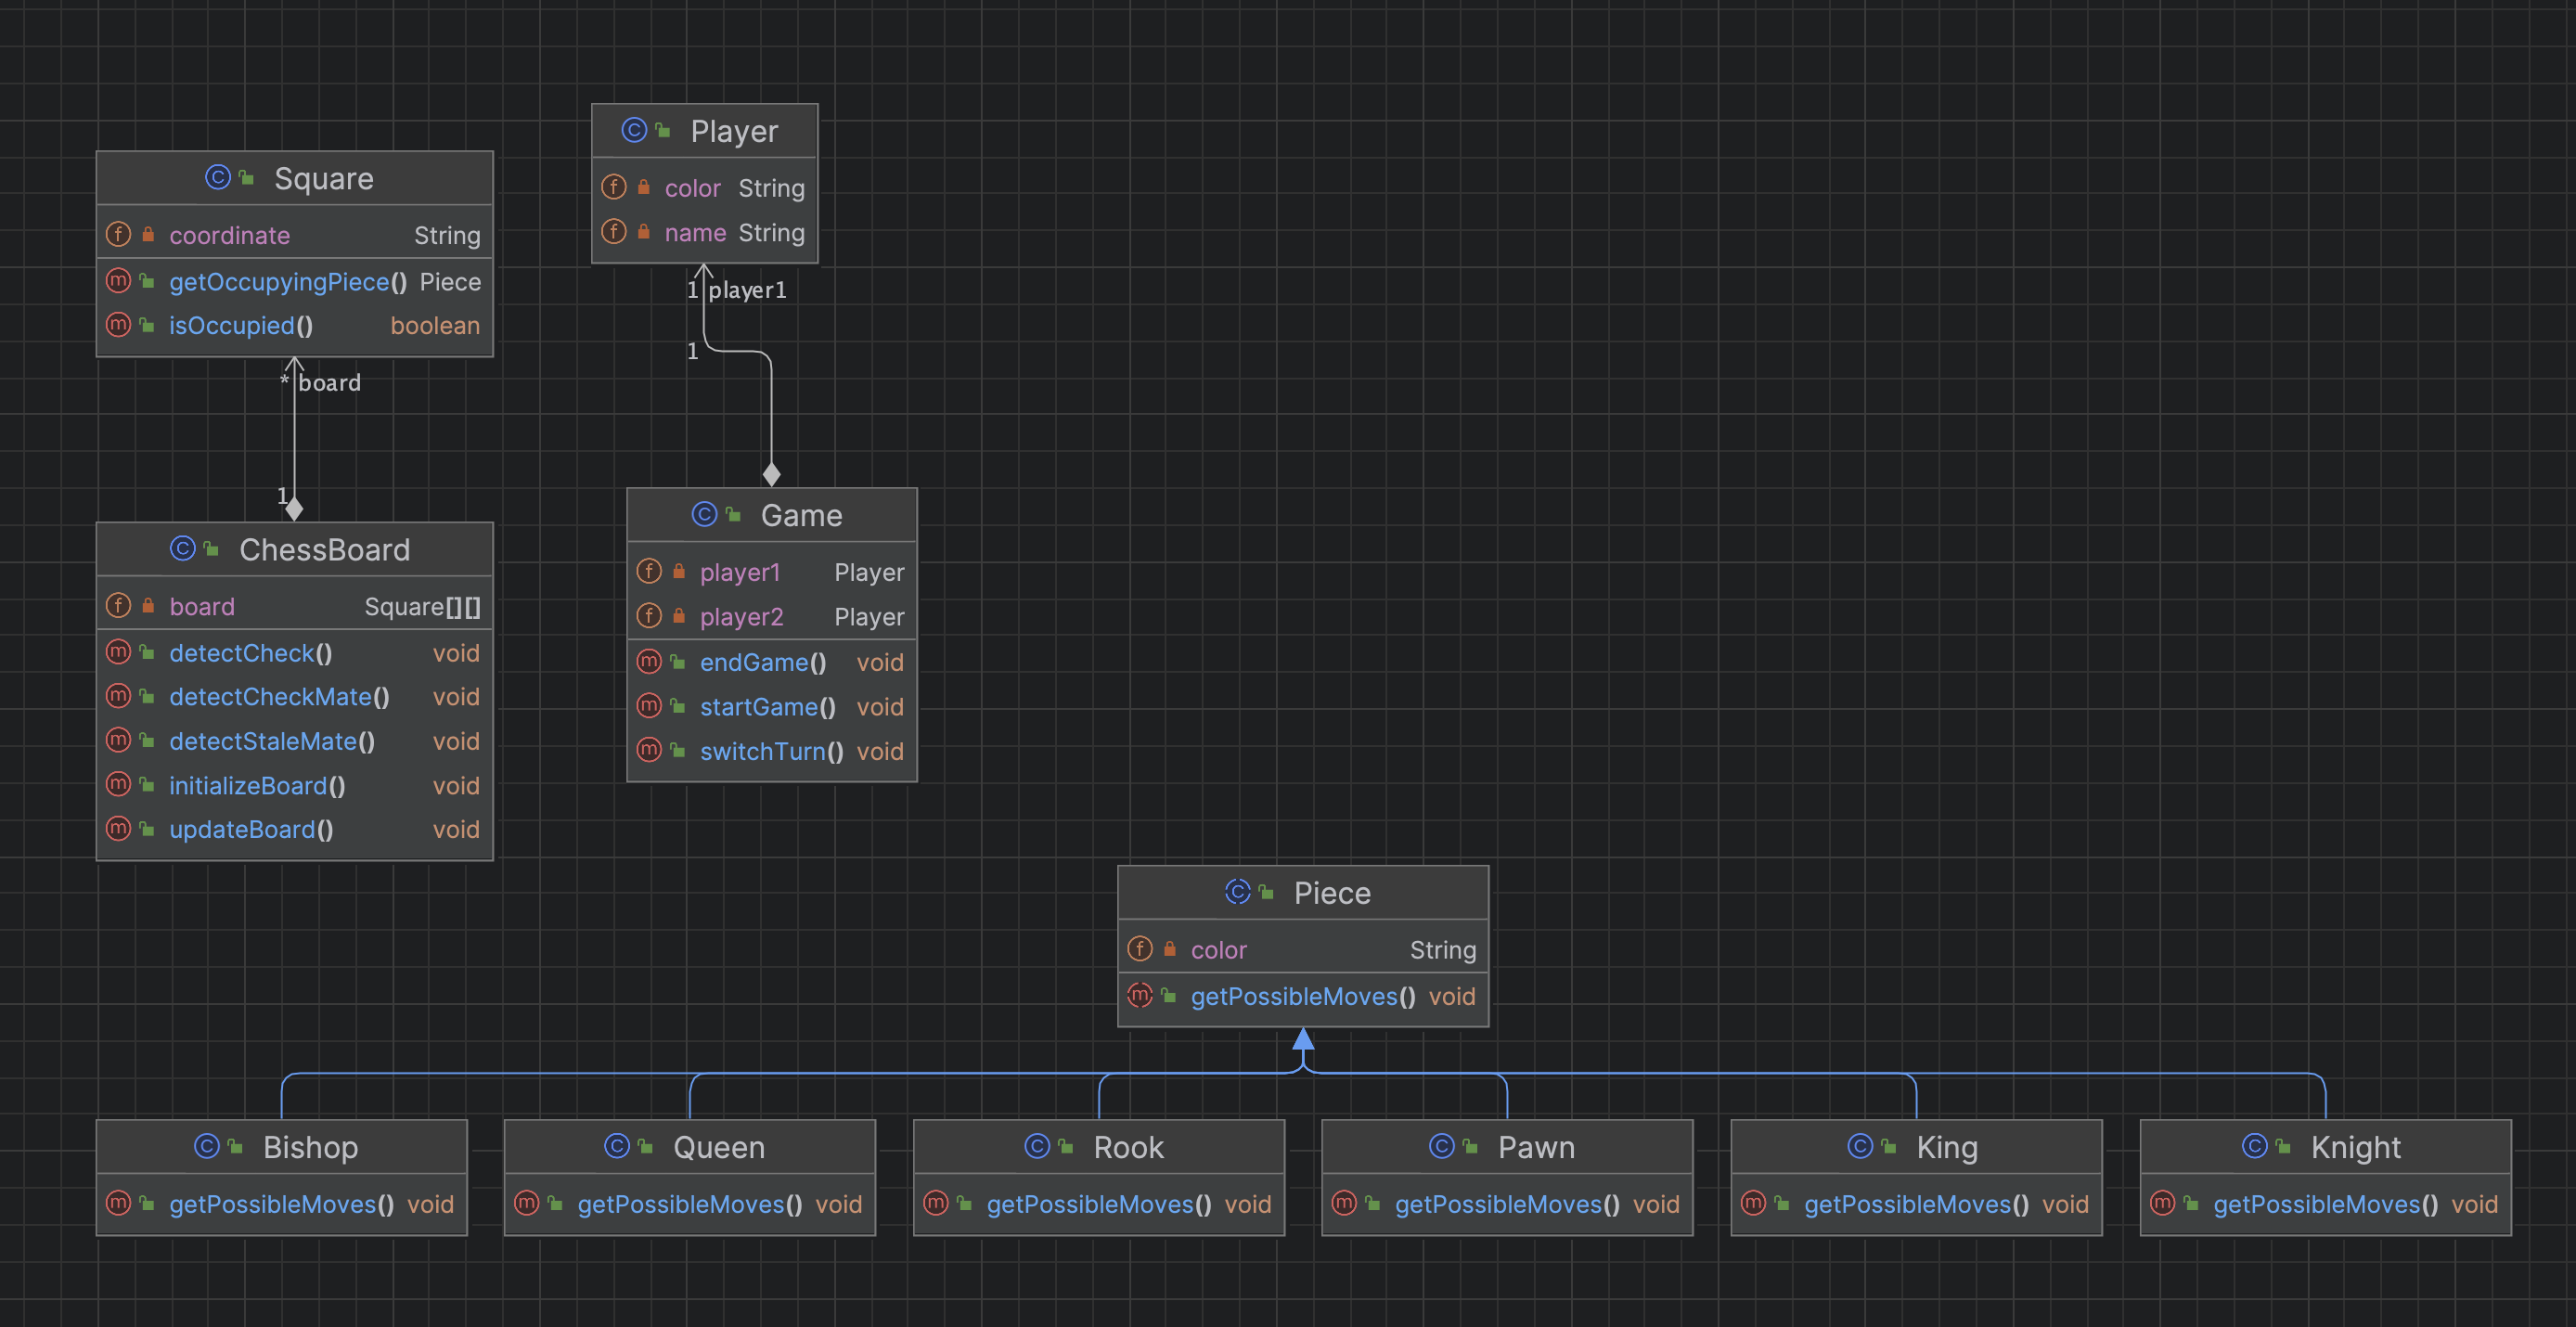 Square
coordinate String
getOccupyingPiece() Piece
isOccupied() boolean
* board
1
ChessBoard
board Square[][]
detectCheck() void
detectCheckMate() void
detectStaleMate() void
initializeBoard() void
updateBoard() void
Player
color String
name String
1 player1
1
Game
player1 Player
player2 Player
endGame() void
startGame() void
switchTurn() void
Piece
color String
getPossibleMoves() void
Bishop
getPossibleMoves() void
Queen
getPossibleMoves() void
Rook
getPossibleMoves() void
Pawn
getPossibleMoves() void
King
getPossibleMoves() void
Knight
getPossibleMoves() void